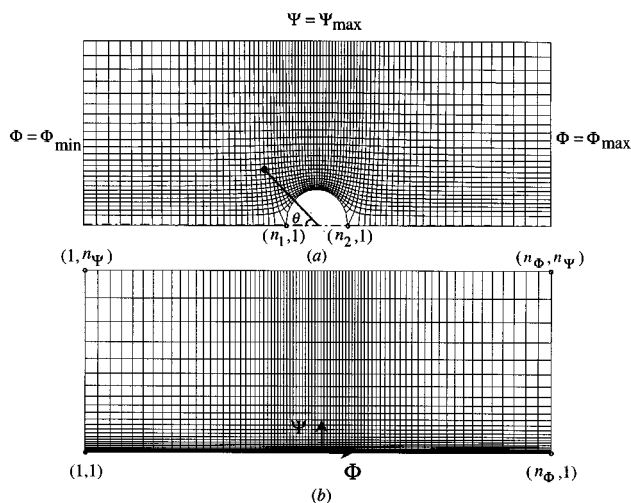 Ψ = Ψmax
Φ = Φmin
Φ = Φmax
θ
(n1,1)
(n2,1)
(a)
(1,nΨ)
(nΦ,nΨ)
Ψ
(1,1)
Φ
(nΦ,1)
(b)